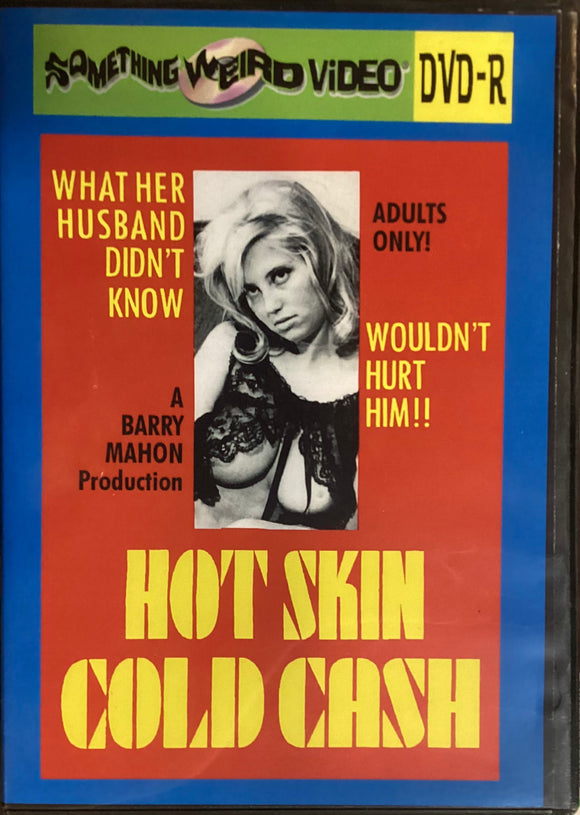 SOMETHING WEIRD VIDEO®
DVD-R
WHAT HER
HUSBAND
DIDN'T
KNOW
ADULTS
ONLY!
WOULDN'T
HURT
HIM!!
A
BARRY
MAHON
Production
HOT SKIN
COLD CASH